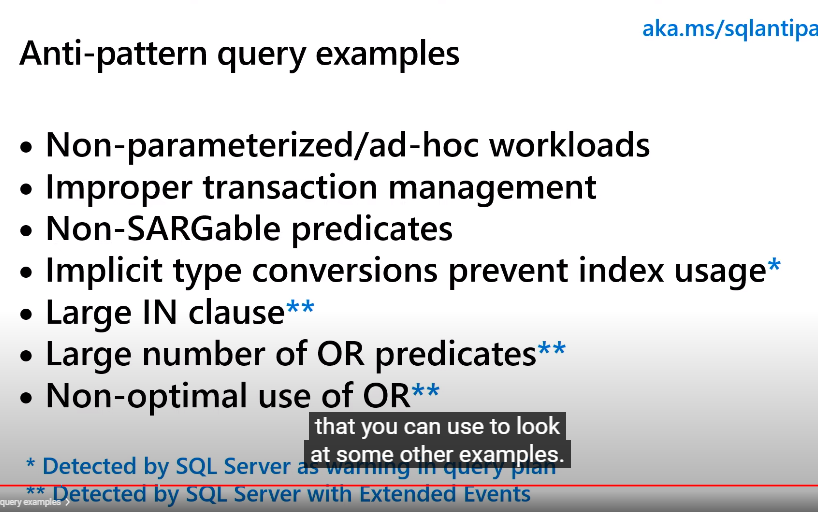 aka.ms/sqlantipa
Anti-pattern query examples
• Non-parameterized/ad-hoc workloads
• Improper transaction management
• Non-SARGable predicates
• Implicit type conversions prevent index usage*
• Large IN clause**
• Large number of OR predicates**
• Non-optimal use of OR**
that you can use to look
at some other examples.
* Detected by SQL Server as warning in query plan
** Detected by SQL Server with Extended Events
query examples >